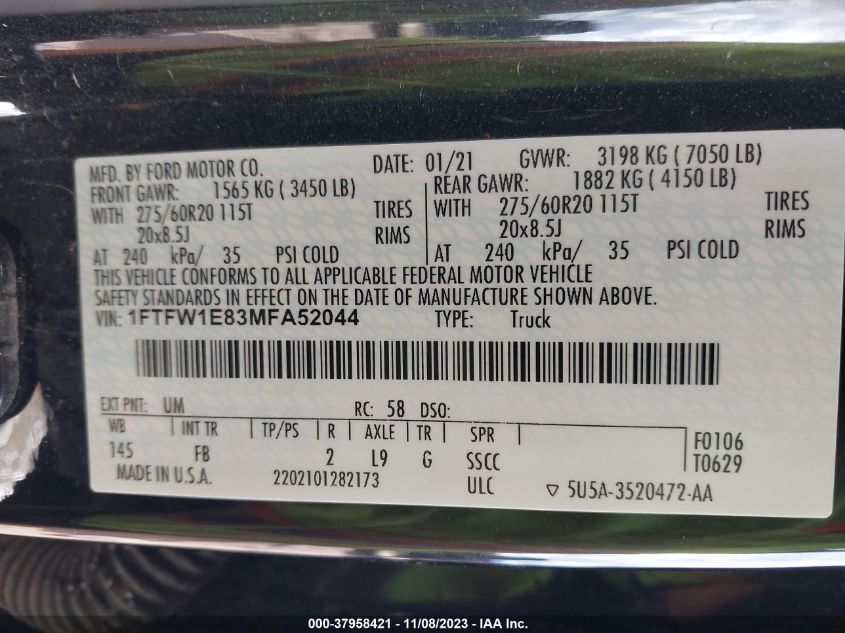 MFD. BY FORD MOTOR CO. DATE: 01/21 GVWR: 3198 KG ( 7050 LB)
FRONT GAWR: 1565 KG ( 3450 LB) REAR GAWR: 1882 KG ( 4150 LB)
WITH 275/60R20 115T TIRES WITH 275/60R20 115T TIRES
20x8.5J RIMS 20x8.5J RIMS
AT 240 kPa/ 35 PSI COLD AT 240 kPa/ 35 PSI COLD
THIS VEHICLE CONFORMS TO ALL APPLICABLE FEDERAL MOTOR VEHICLE
SAFETY STANDARDS IN EFFECT ON THE DATE OF MANUFACTURE SHOWN ABOVE.
VIN: 1FTFW1E83MFA52044 TYPE: Truck
EXT PNT: UM RC: 58 DSO:
WB INT TR TP/PS R AXLE TR SPR F0106
145 FB 2 L9 G SSCC T0629
MADE IN U.S.A. 2202101282173 ULC ▽ 5U5A-3520472-AA
000-37958421 - 11/08/2023 - IAA Inc.